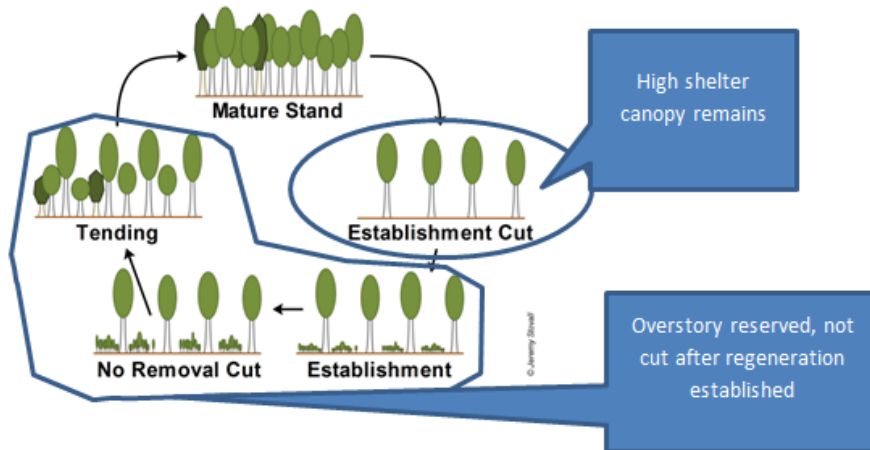 Mature Stand
High shelter
canopy remains
Establishment Cut
Tending
No Removal Cut
Establishment
© Jeremy Stovall
Overstory reserved, not
cut after regeneration
established